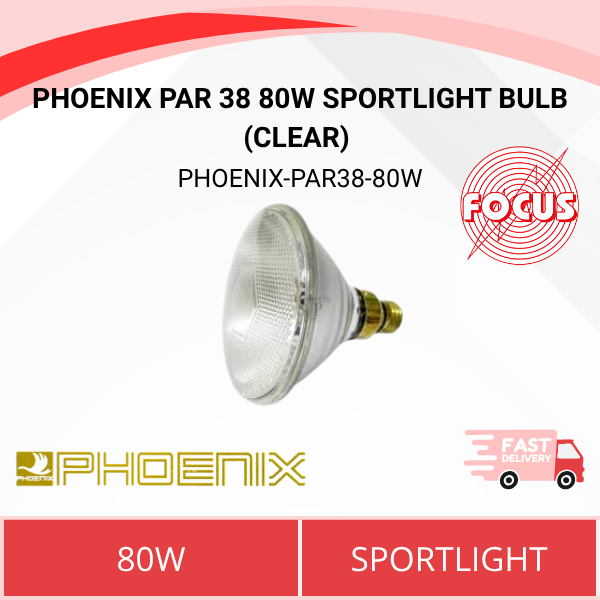 PHOENIX PAR 38 80W SPORTLIGHT BULB
(CLEAR)
PHOENIX-PAR38-80W
FOCUS
FAST
DELIVERY
PHOENIX
PHOENIX
80W
SPORTLIGHT